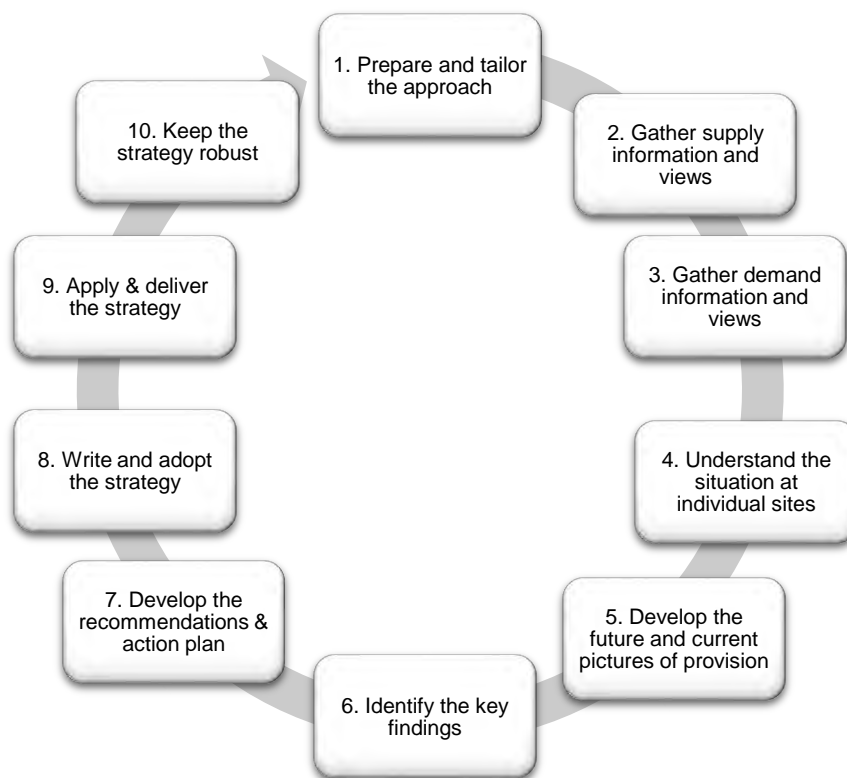 1. Prepare and tailor
the approach
2. Gather supply
information and
views
3. Gather demand
information and
views
4. Understand the
situation at
individual sites
5. Develop the
future and current
pictures of provision
6. Identify the key
findings
7. Develop the
recommendations &
action plan
8. Write and adopt
the strategy
9. Apply & deliver
the strategy
10. Keep the
strategy robust